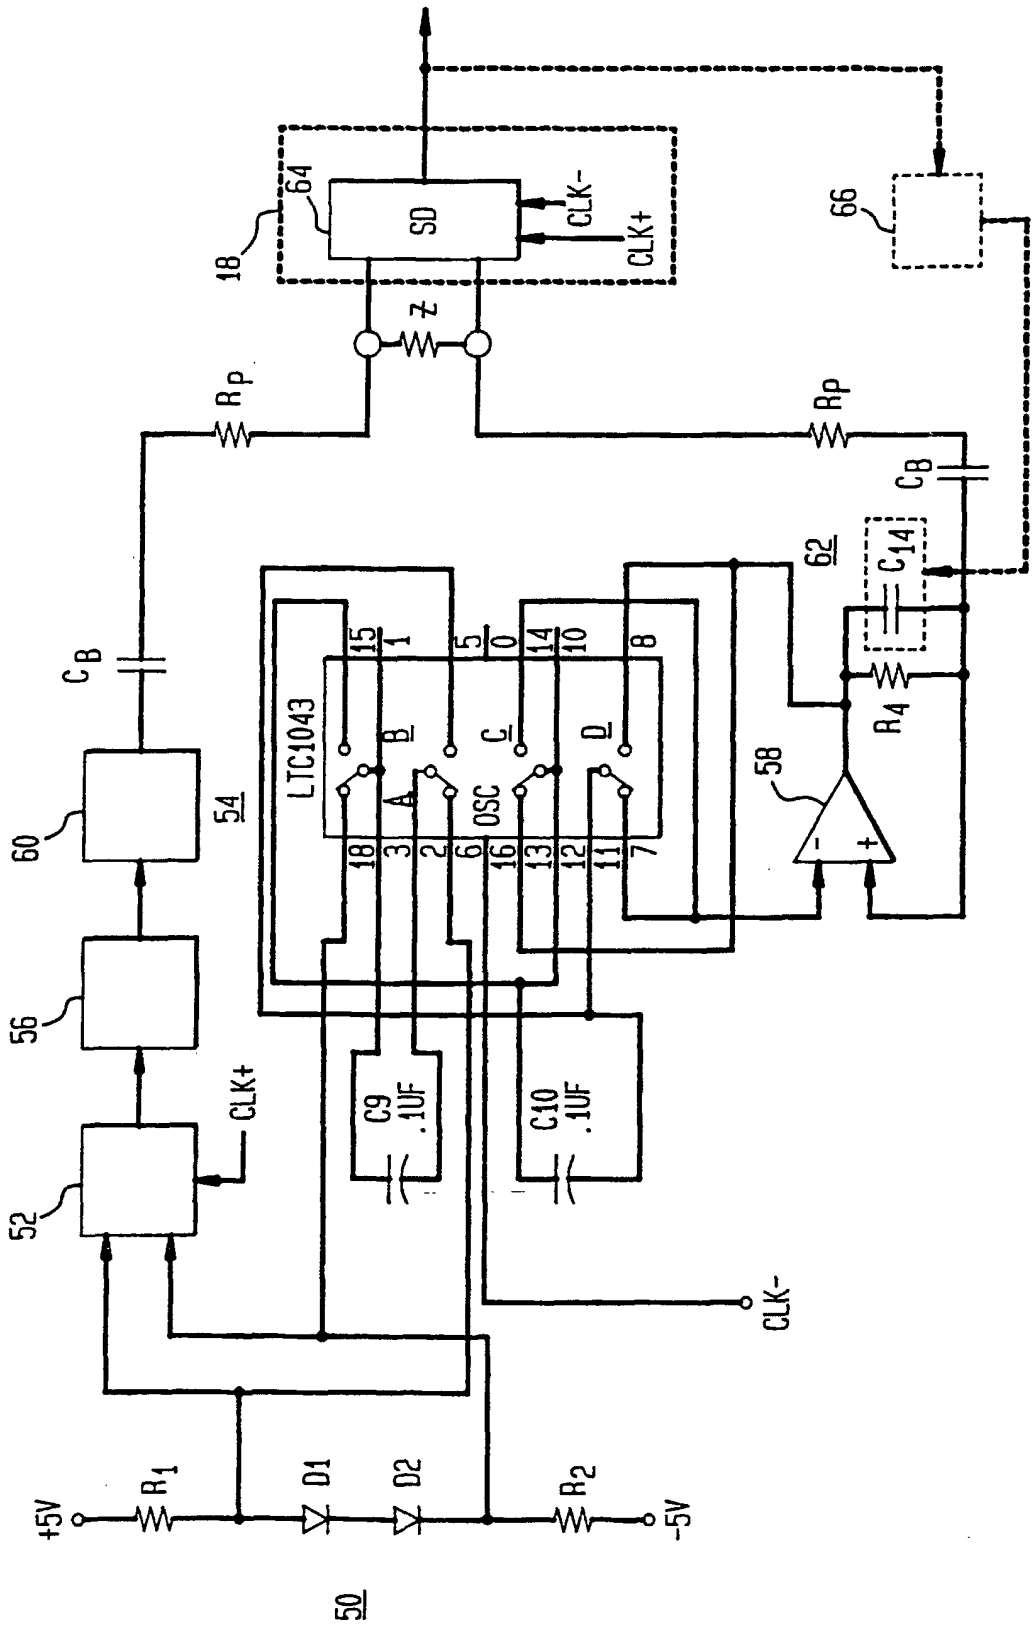 50
+5V
R1
D1
D2
R2
-5V
52
CLK+
56
60
CB
RP
54
C9
.1UF
C10
.1UF
CLK-
LTC1043
18
3
2
6
16
13
12
11
7
15
1
5
0
14
10
8
A
B
C
D
OSC
58
-
+
R4
62
C14
CB
RP
Z
18
64
SD
CLK-
CLK+
66